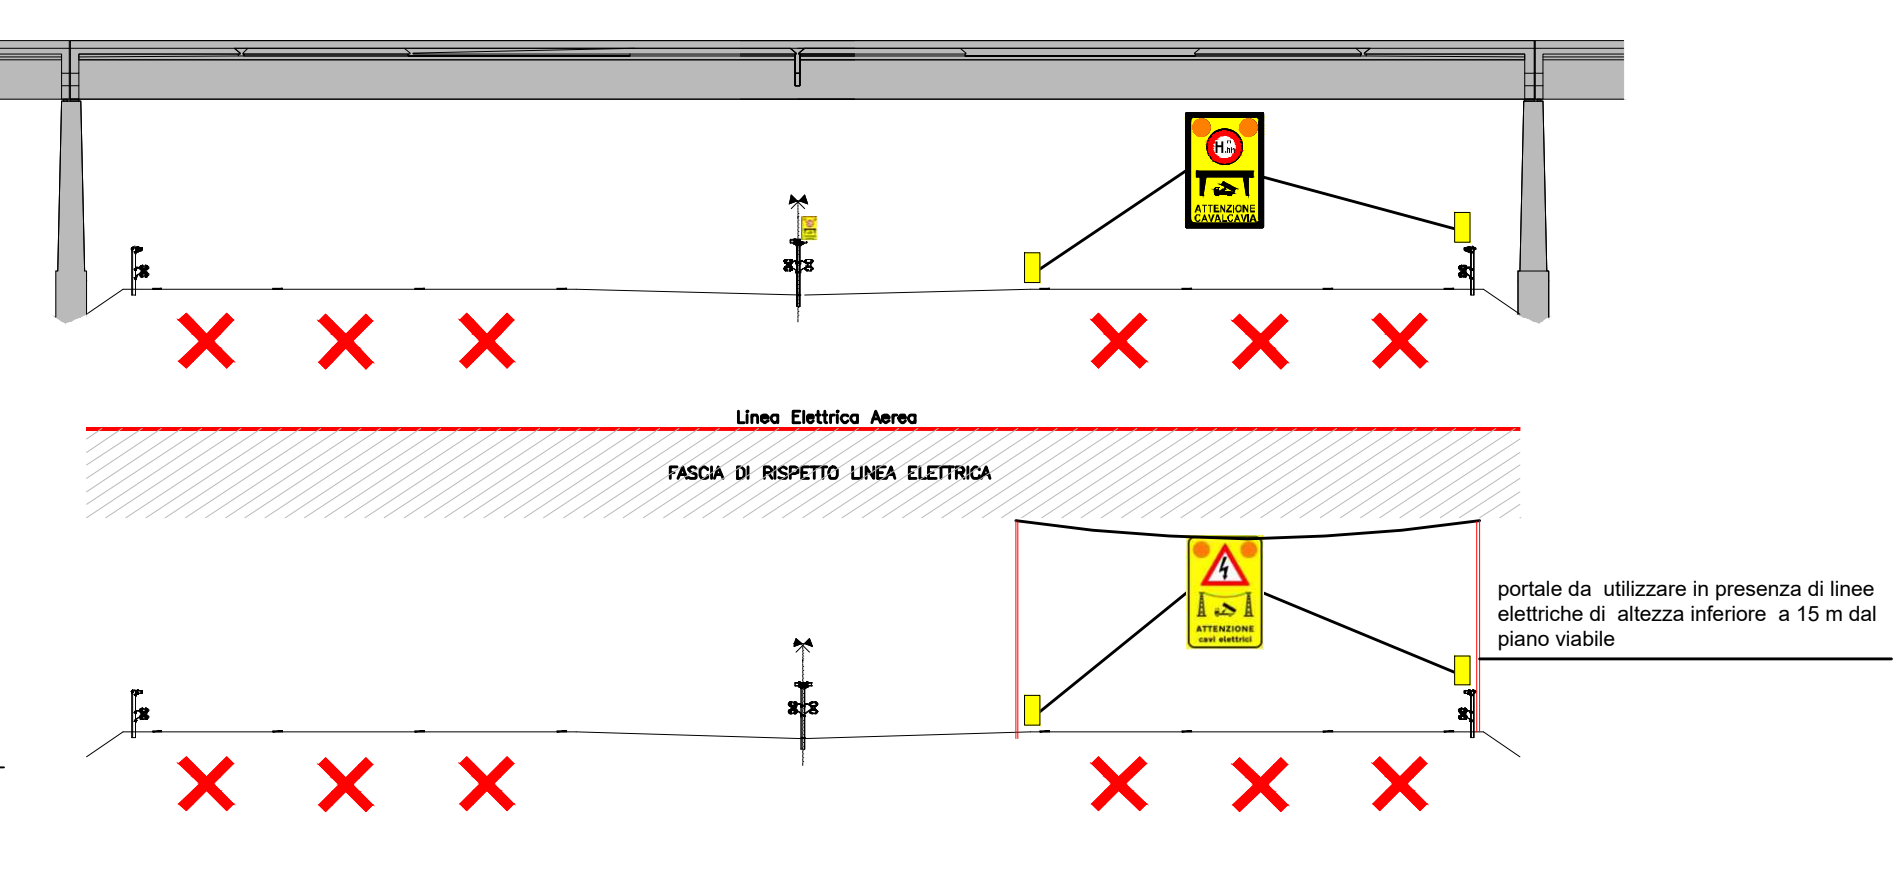 H.
ATTENZIONE
CAVALCAVIA
Linea Elettrica Aerea
FASCIA DI RISPETTO LINEA ELETTRICA
ATTENZIONE
cavi elettrici
portale da utilizzare in presenza di linee
elettriche di altezza inferiore a 15 m dal
piano viabile